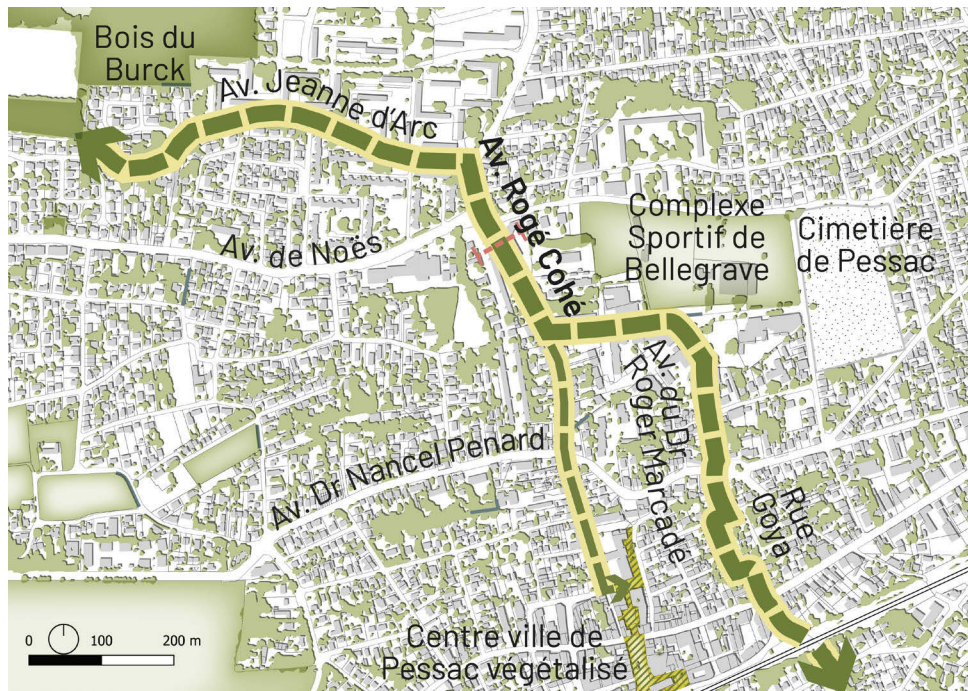 Bois du
Burck
Av. Jeanne d'Arc
Av. Rogé Cohé
Complexe
Sportif de
Bellegrave
Cimetière
de Pessac
Av. de Noës
Av. du Dr
Roger Marcadé
Av. Dr Nancel Penard
Rue
Goya
0 100 200 m
Centre ville de
Pessac végétalisé